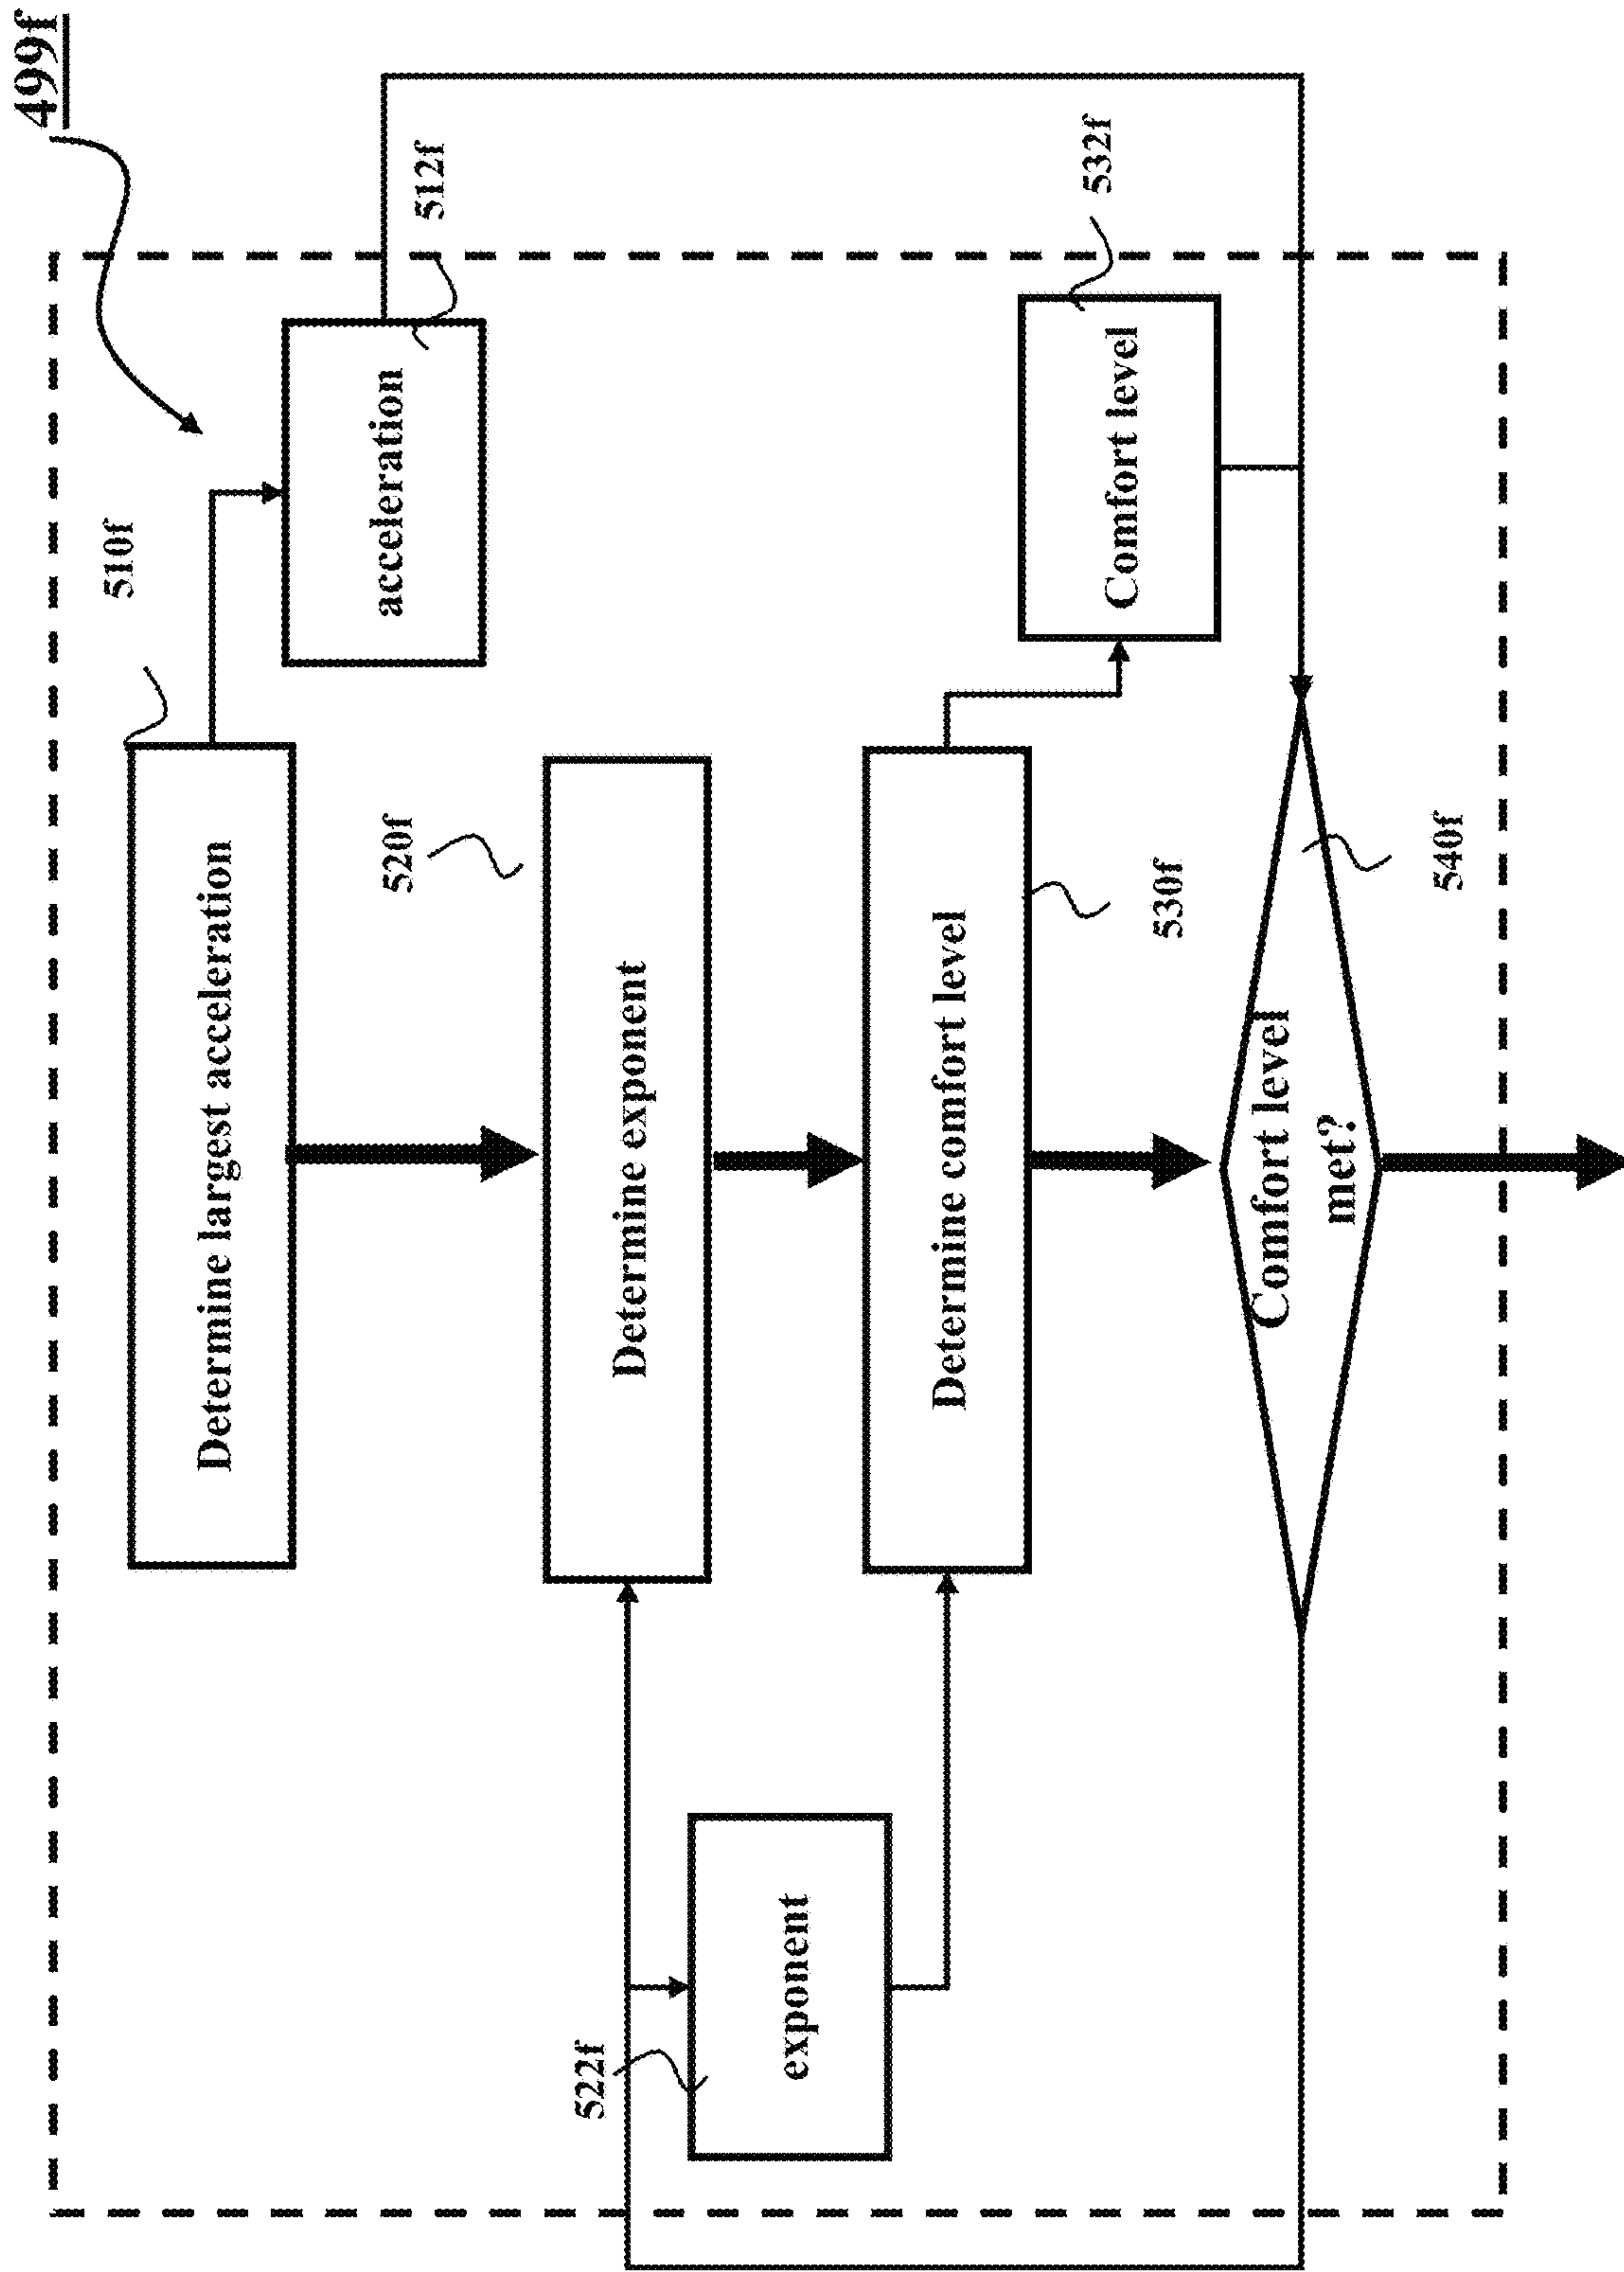 499f
510f
Determine largest acceleration
512f
acceleration
520f
Determine exponent
522f
exponent
530f
Determine comfort level
532f
Comfort level
540f
Comfort level
met?